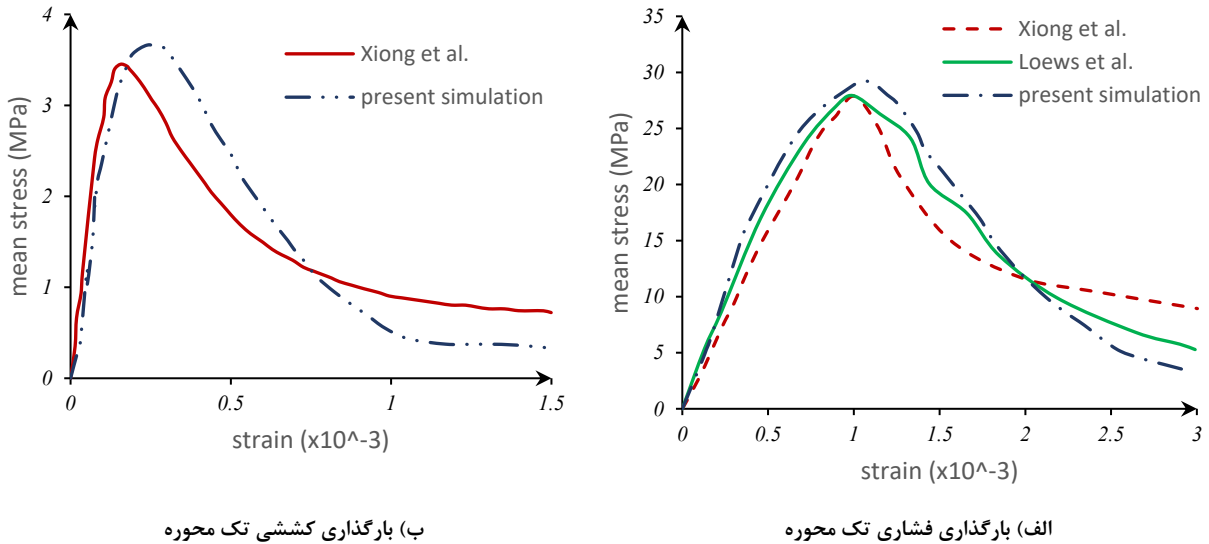 4
3
2
1
0
mean stress (MPa)
Xiong et al.
present simulation
0
0.5
1
1.5
strain (x10^-3)
ب) بارگذاری کششی تک محوره
35
30
25
20
15
10
5
0
mean stress (MPa)
Xiong et al.
Loews et al.
present simulation
0
0.5
1
1.5
2
2.5
3
strain (x10^-3)
الف) بارگذاری فشاری تک محوره